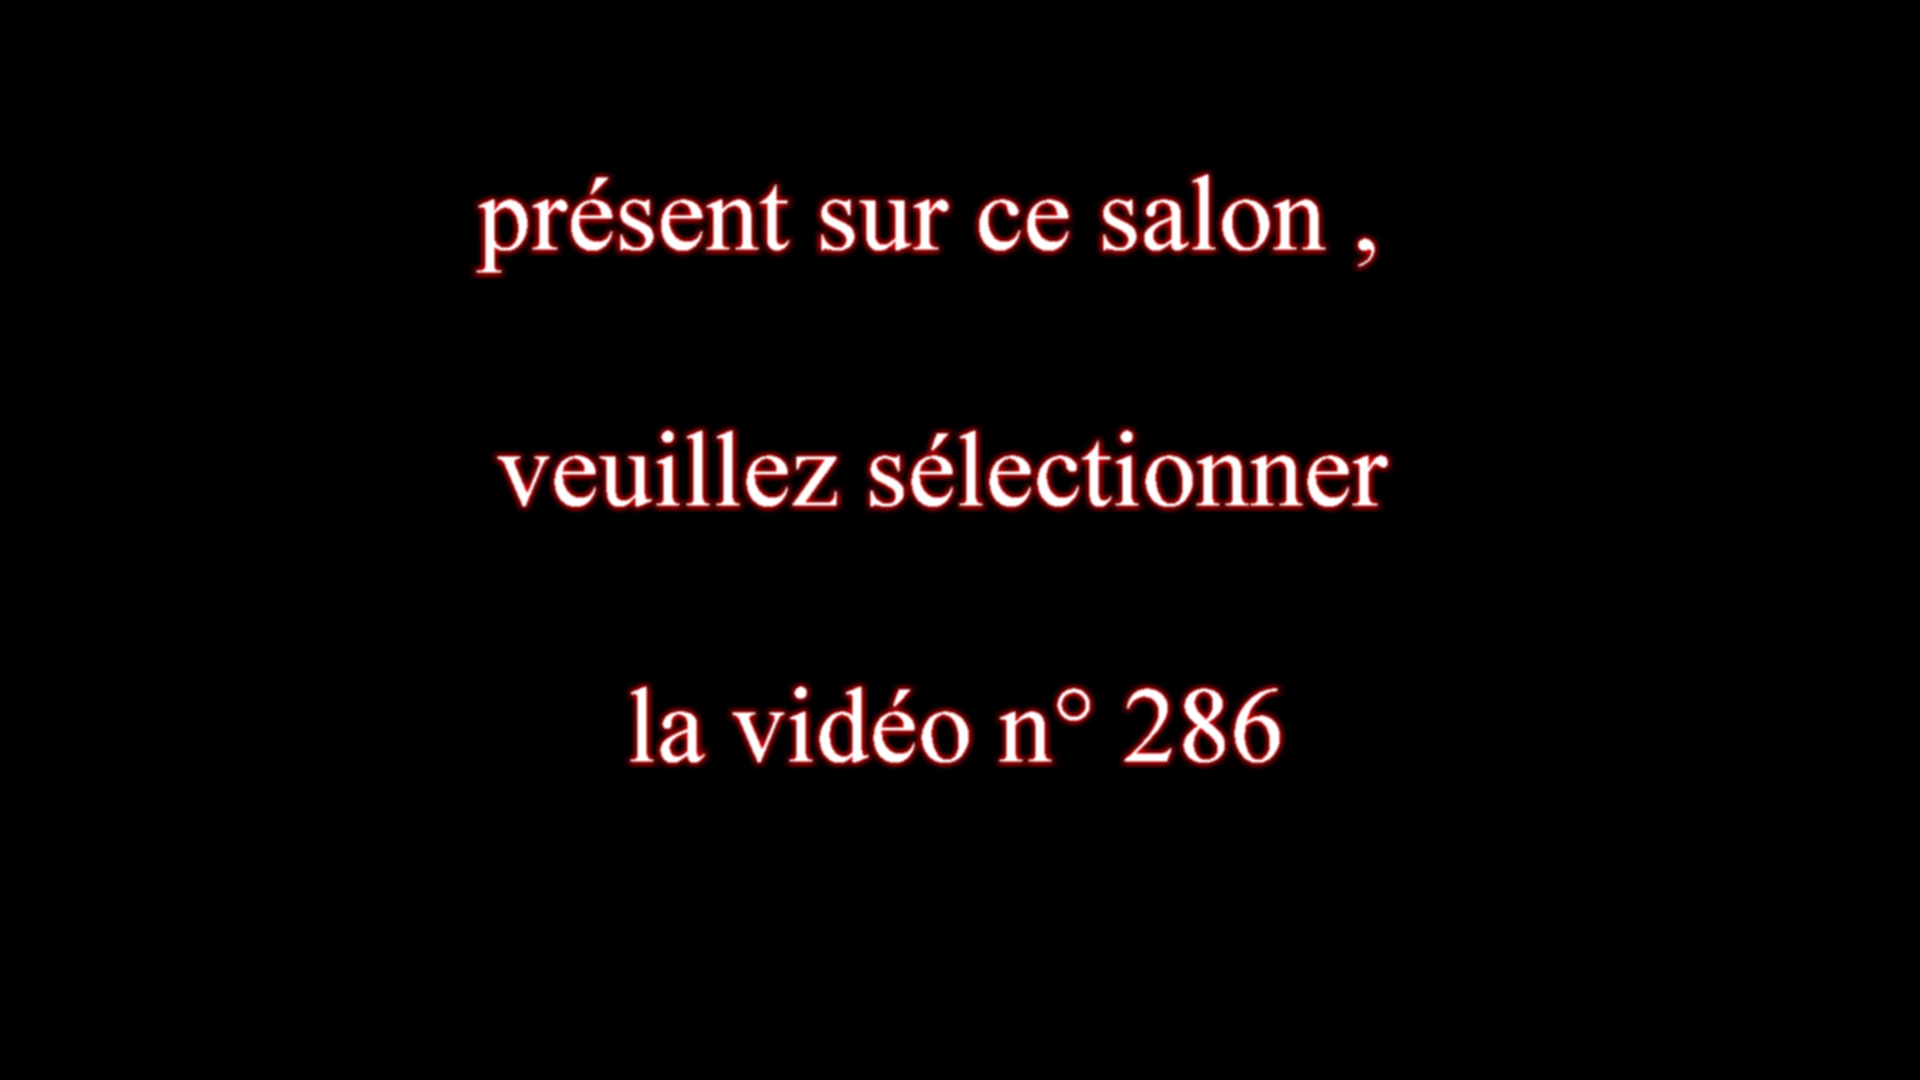 présent sur ce salon ,
veuillez sélectionner
la vidéo n° 286